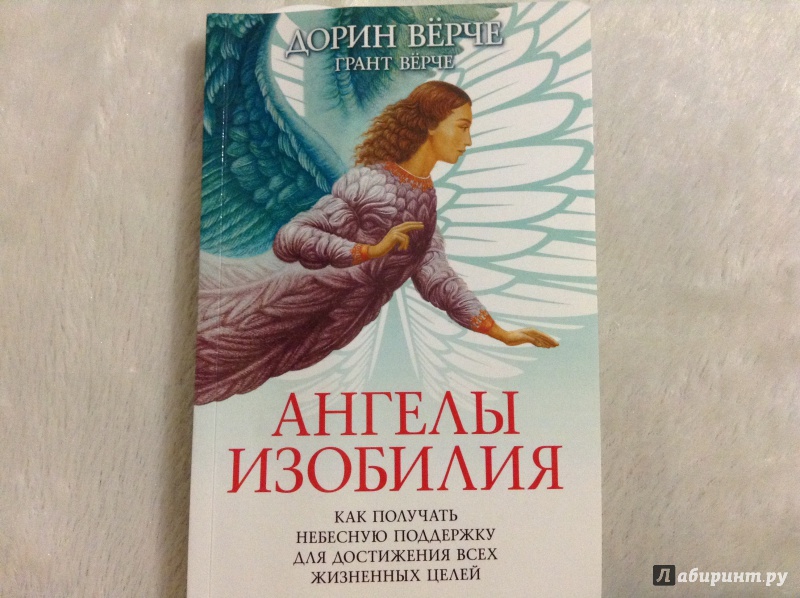 ДОРИН ВЁРЧЕ
ГРАНТ ВЁРЧЕ
АНГЕЛЫ
ИЗОБИЛИЯ
КАК ПОЛУЧАТЬ
НЕБЕСНУЮ ПОДДЕРЖКУ
ДЛЯ ДОСТИЖЕНИЯ ВСЕХ
ЖИЗНЕННЫХ ЦЕЛЕЙ
Лабиринт.ру